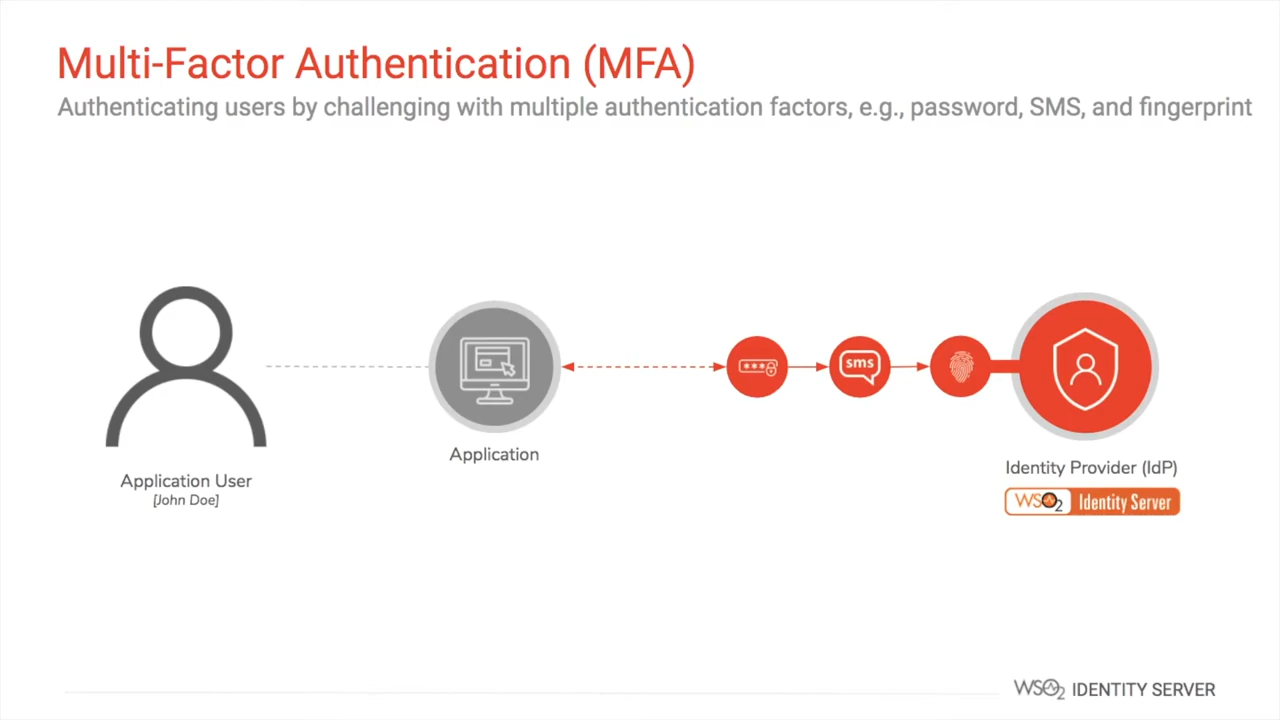 Multi-Factor Authentication (MFA)
Authenticating users by challenging with multiple authentication factors, e.g., password, SMS, and fingerprint
***
sms
Application
Application User
[John Doe]
Identity Provider (IdP)
WSO2 Identity Server
WSO2 IDENTITY SERVER